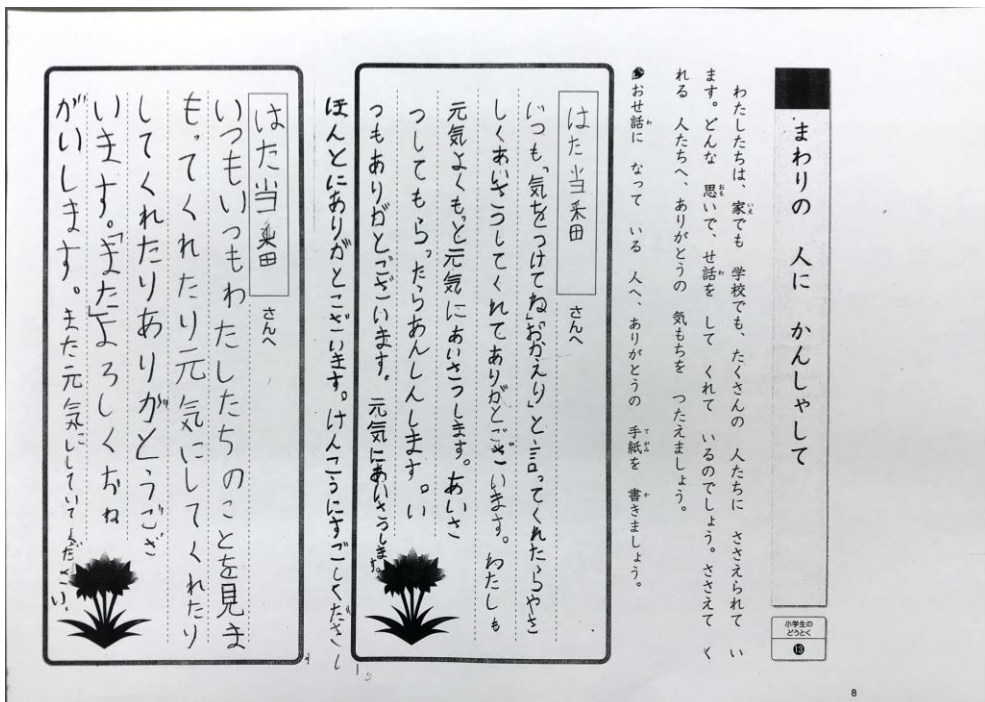 まわりの 人に かんしゃして
小学生の
どうとく
⓭
わたしたちは、家でも 学校でも、たくさんの 人たちに ささえられて い
ます。どんな 思いで、せ話を して くれて いるのでしょう。ささえて く
れる 人たちへ、ありがとうの 気もちを つたえましょう。
おせ話に なって いる 人へ、ありがとうの 手紙を 書きましょう。
はた当番 さんへ
いつも「気をつけてね」「おかえり」と言ってくれたらやさ
しくあいさつしてくれてありがとございます。わたしも
元気よくもっと元気にあいさつします。あいさ
つしてもらったらあんしんします。い
つもありがとございます。元気にあいさつします。
ほんとにありがとございます。けんこうにすごしてくださ
はた当番 さんへ
いつもいつもわたしたちのことを見ま
もってくれたり元気にしてくれたり
してくれたりありがとうござ
います。「また」よろしくおね
がいします。また元気にしていてください。
8